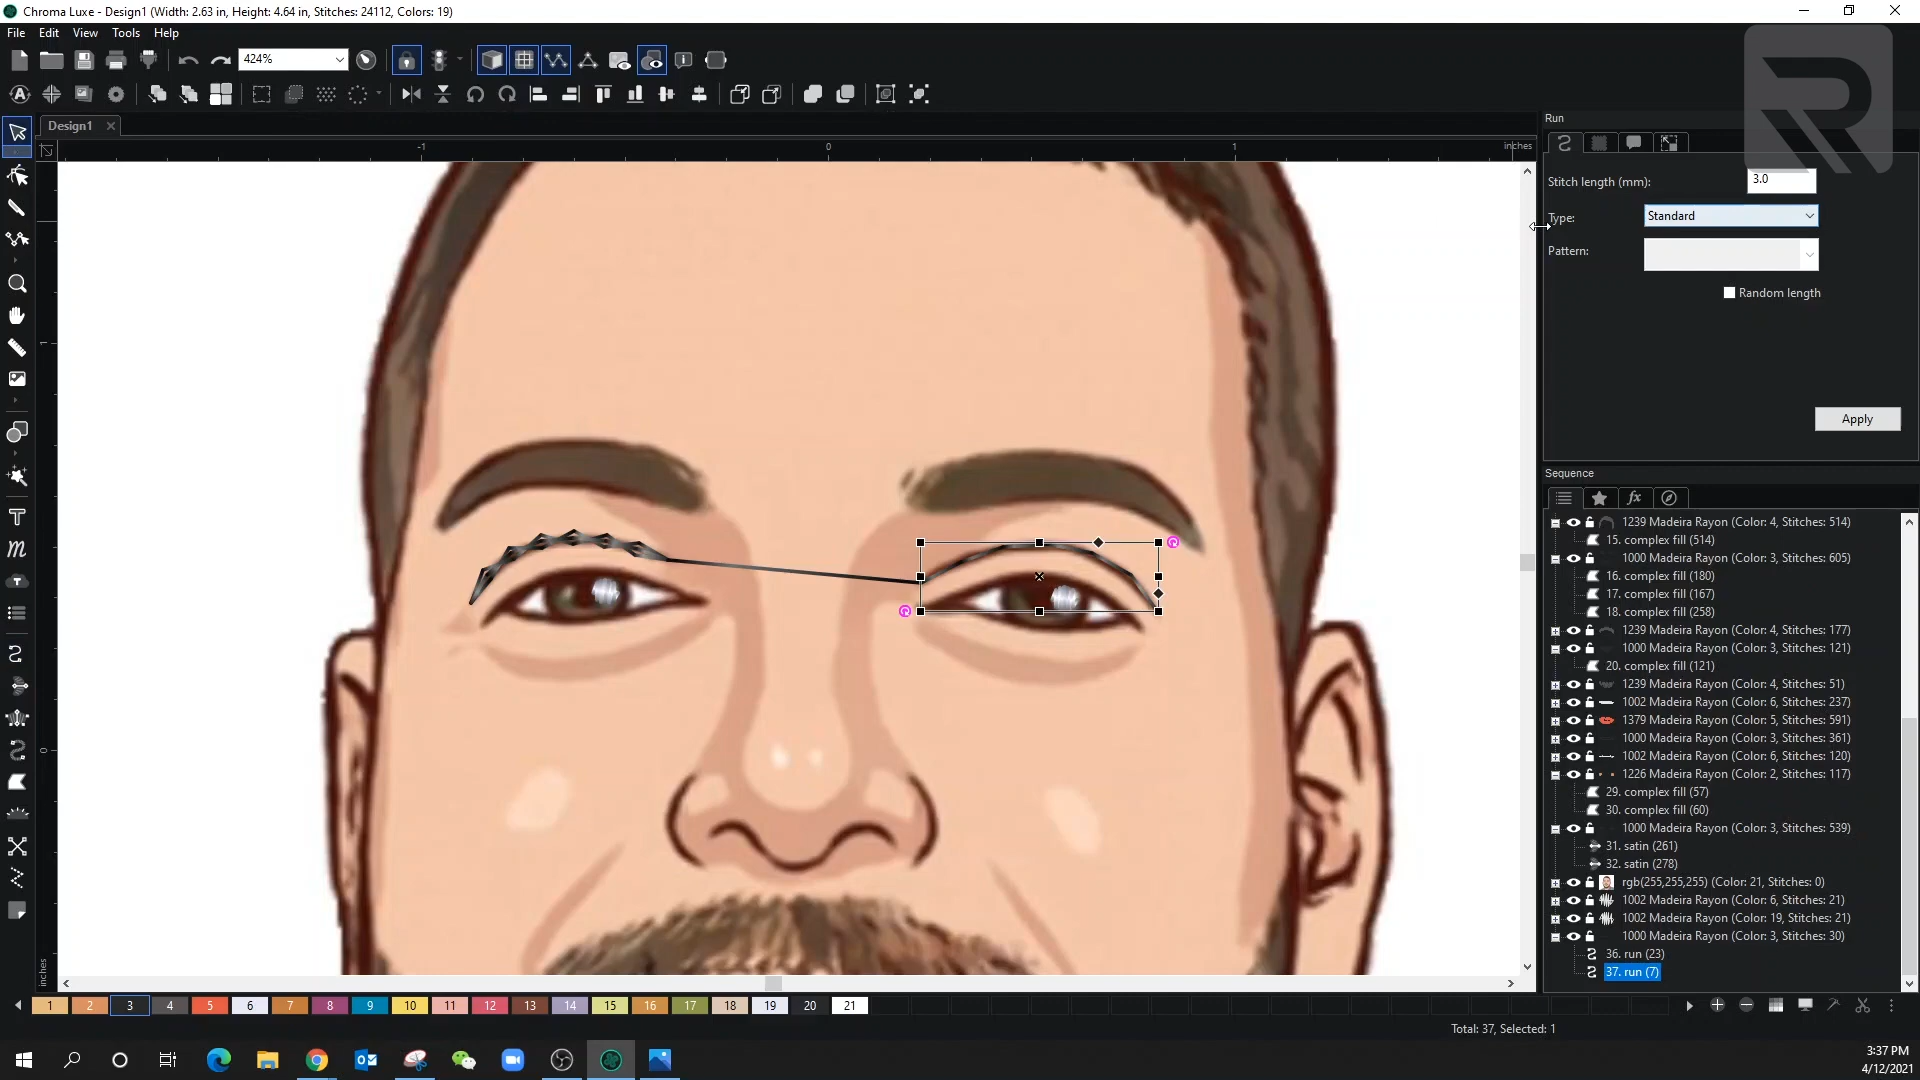 Chroma Luxe - Design1 (Width: 2.63 in, Height: 4.64 in, Stitches: 24112, Colors: 19)
File Edit View Tools Help
424%
Design1
-1 0 1 inches
Run
Stitch length (mm): 3.0
Type: Standard
Pattern:
Random length
Apply
Sequence
1239 Madeira Rayon (Color: 4, Stitches: 514)
15. complex fill (514)
1000 Madeira Rayon (Color: 3, Stitches: 605)
16. complex fill (180)
17. complex fill (167)
18. complex fill (258)
1239 Madeira Rayon (Color: 4, Stitches: 177)
1000 Madeira Rayon (Color: 3, Stitches: 121)
20. complex fill (121)
1239 Madeira Rayon (Color: 4, Stitches: 51)
1002 Madeira Rayon (Color: 6, Stitches: 237)
1379 Madeira Rayon (Color: 5, Stitches: 591)
1000 Madeira Rayon (Color: 3, Stitches: 361)
1002 Madeira Rayon (Color: 6, Stitches: 120)
1226 Madeira Rayon (Color: 2, Stitches: 117)
29. complex fill (57)
30. complex fill (60)
1000 Madeira Rayon (Color: 3, Stitches: 539)
31. satin (261)
32. satin (278)
rgb(255,255,255) (Color: 21, Stitches: 0)
1002 Madeira Rayon (Color: 6, Stitches: 21)
1002 Madeira Rayon (Color: 19, Stitches: 21)
1000 Madeira Rayon (Color: 3, Stitches: 30)
36. run (23)
37. run (7)
1
0
inches
1 2 3 4 5 6 7 8 9 10 11 12 13 14 15 16 17 18 19 20 21
Total: 37, Selected: 1
3:37 PM
4/12/2021